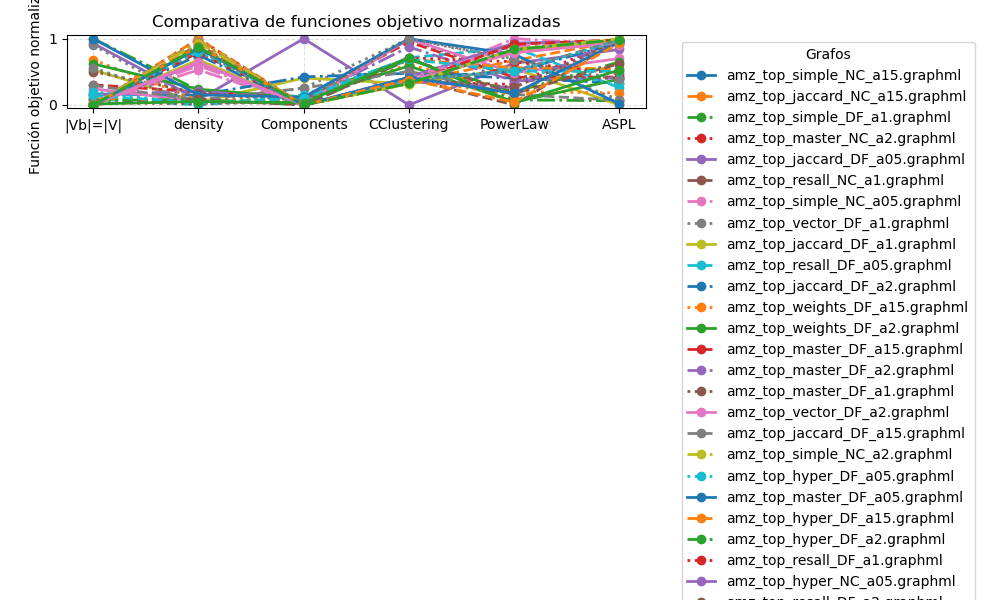 Comparativa de funciones objetivo normalizadas
Función objetivo normaliz
1
0
|Vb|=|V|
density
Components
CClustering
PowerLaw
ASPL
Grafos
amz_top_simple_NC_a15.graphml
amz_top_jaccard_NC_a15.graphml
amz_top_simple_DF_a1.graphml
amz_top_master_NC_a2.graphml
amz_top_jaccard_DF_a05.graphml
amz_top_resall_NC_a1.graphml
amz_top_simple_NC_a05.graphml
amz_top_vector_DF_a1.graphml
amz_top_jaccard_DF_a1.graphml
amz_top_resall_DF_a05.graphml
amz_top_jaccard_DF_a2.graphml
amz_top_weights_DF_a15.graphml
amz_top_weights_DF_a2.graphml
amz_top_master_DF_a15.graphml
amz_top_master_DF_a2.graphml
amz_top_master_DF_a1.graphml
amz_top_vector_DF_a2.graphml
amz_top_jaccard_DF_a15.graphml
amz_top_simple_NC_a2.graphml
amz_top_hyper_DF_a05.graphml
amz_top_master_DF_a05.graphml
amz_top_hyper_DF_a15.graphml
amz_top_hyper_DF_a2.graphml
amz_top_resall_DF_a1.graphml
amz_top_hyper_NC_a05.graphml